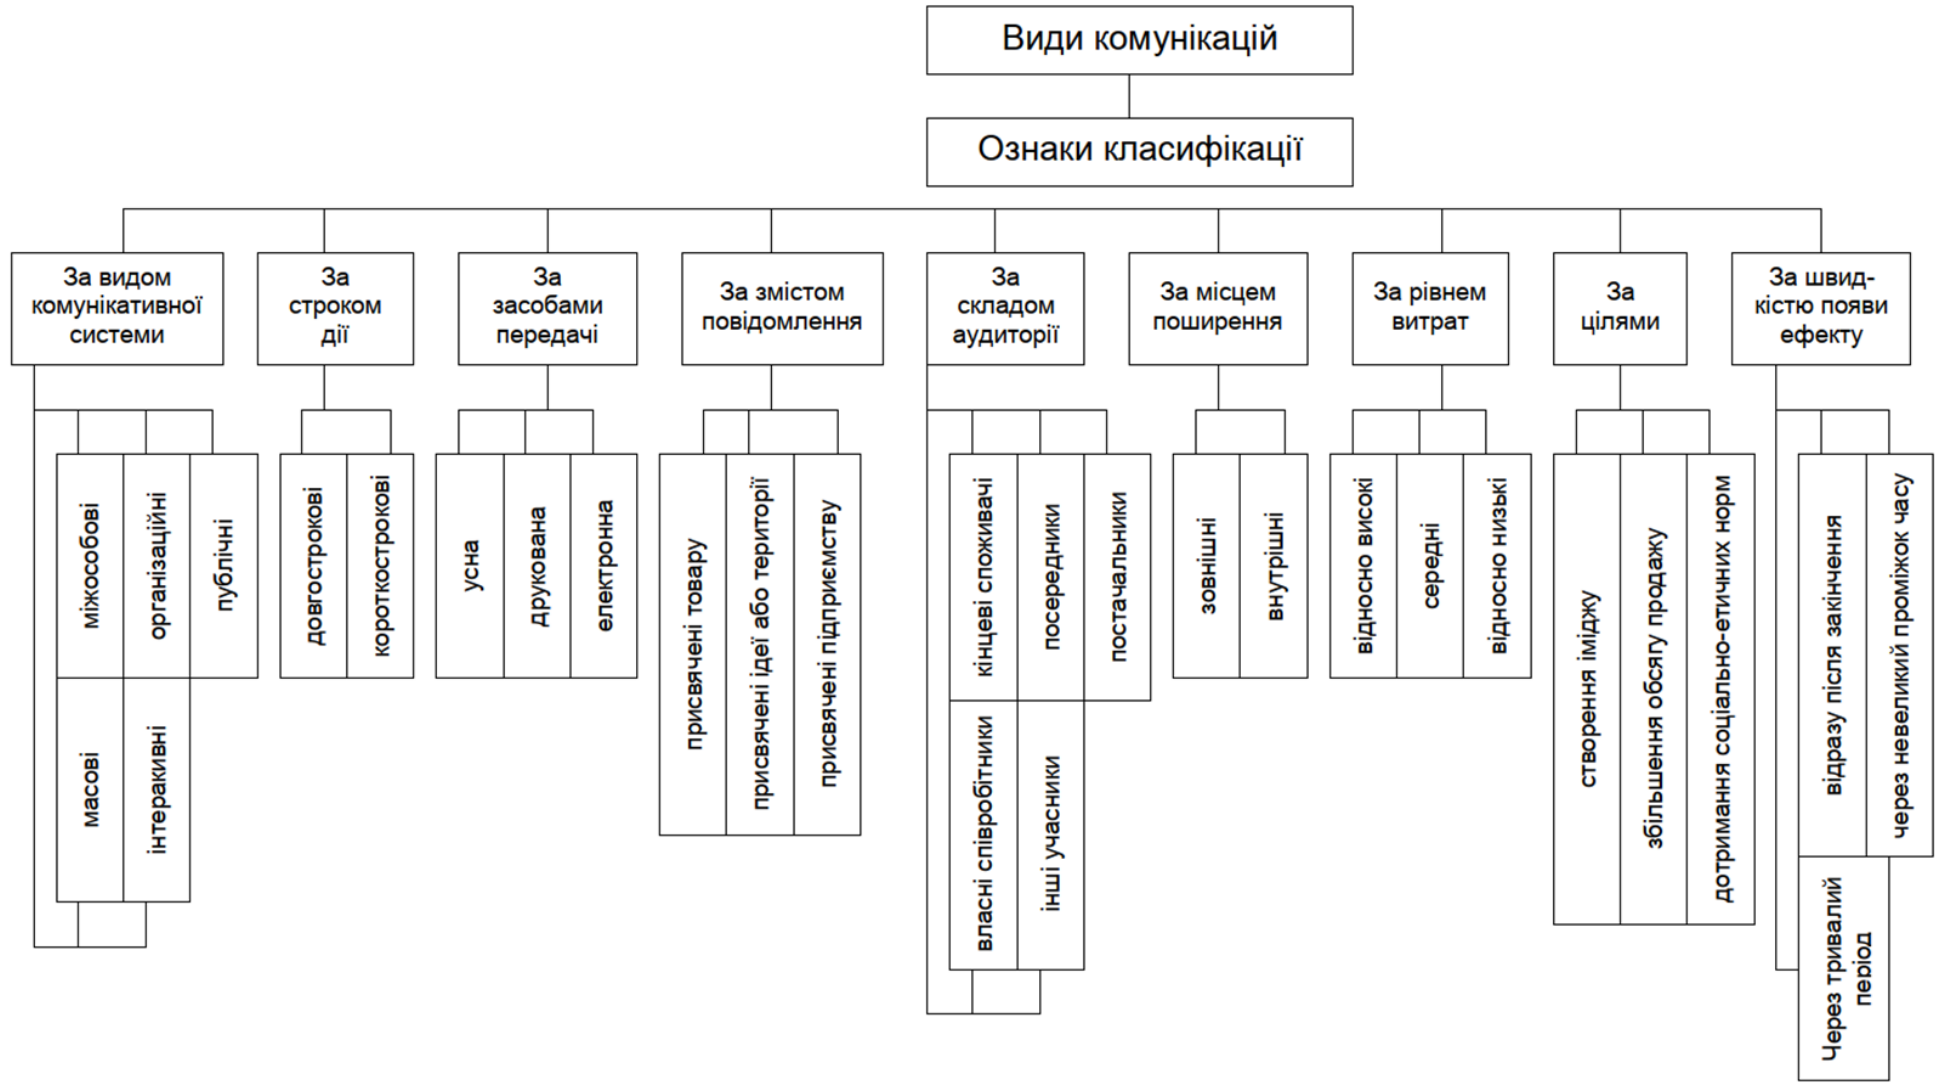 Види комунікацій
Ознаки класифікації
За видом
комунікативної
системи
За
строком
дії
За
засобами
передачі
За змістом
повідомлення
За
складом
аудиторії
За місцем
поширення
За рівнем
витрат
За
цілями
За швид-
кістю появи
ефекту
міжособові
організаційні
публічні
масові
інтеракивні
довгострокові
короткострокові
усна
друкована
електронна
присвячені товару
присвячені ідеї або території
присвячені підприємству
кінцеві споживачі
посередники
постачальники
власні співробітники
інші учасники
зовнішні
внутрішні
відносно високі
середні
відносно низькі
створення іміджу
збільшення обсягу продажу
дотримання соціально-етичних норм
відразу після закінчення
через невеликий проміжок часу
Через тривалий
період